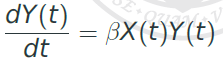 dY(t)/dt = βX(t)Y(t)